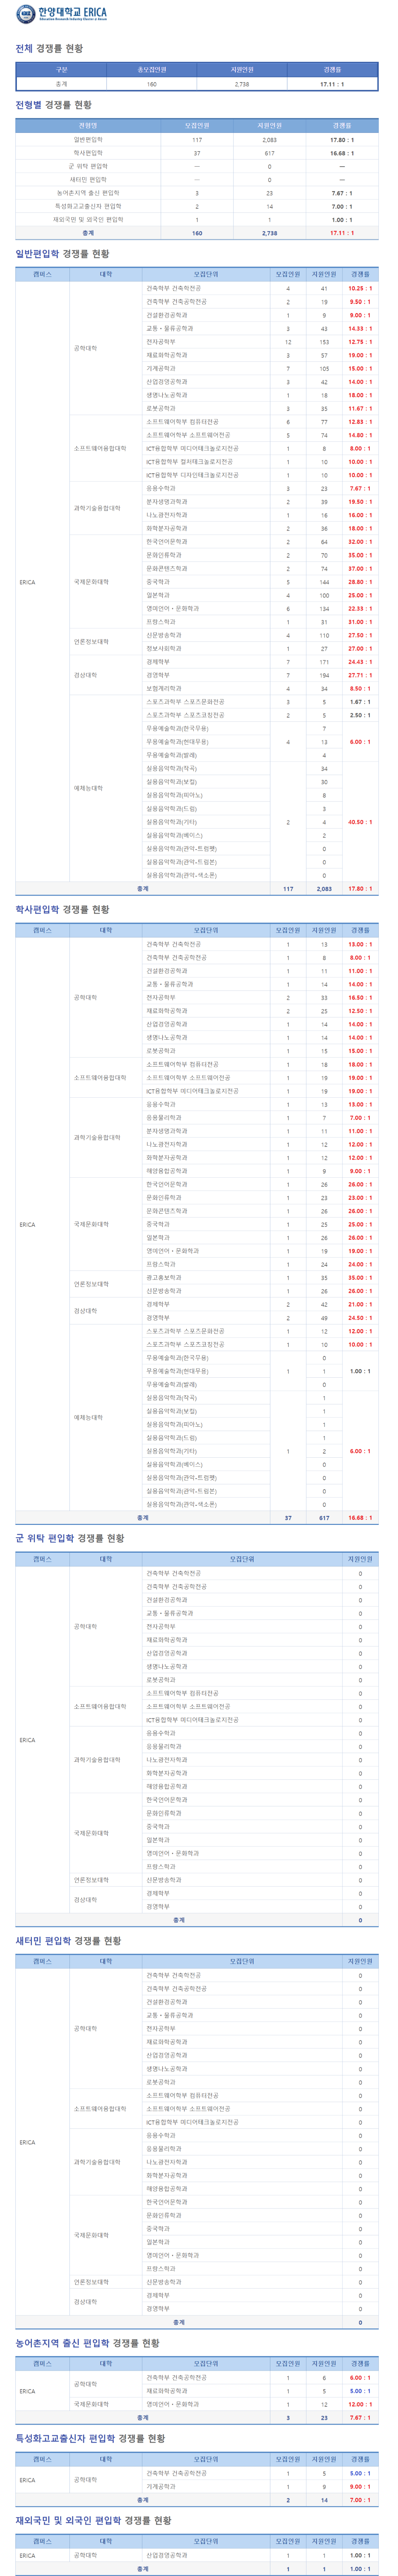 한양대학교 ERICA
Education Research Industry Cluster @ Ansan
전체 경쟁률 현황
구분 총모집인원 지원인원 경쟁률
총계 160 2,738 17.11 : 1
전형별 경쟁률 현황
전형명 모집인원 지원인원 경쟁률
일반편입학 117 2,083 17.80 : 1
학사편입학 37 617 16.68 : 1
군 위탁 편입학 ― 0 ―
새터민 편입학 ― 0 ―
농어촌지역 출신 편입학 3 23 7.67 : 1
특성화고교출신자 편입학 2 14 7.00 : 1
재외국민 및 외국인 편입학 1 1 1.00 : 1
총계 160 2,738 17.11 : 1
일반편입학 경쟁률 현황
캠퍼스 대학 모집단위 모집인원 지원인원 경쟁률
ERICA 공학대학 건축학부 건축학전공 4 41 10.25 : 1
건축학부 건축공학전공 2 19 9.50 : 1
건설환경공학과 1 9 9.00 : 1
교통・물류공학과 3 43 14.33 : 1
전자공학부 12 153 12.75 : 1
재료화학공학과 3 57 19.00 : 1
기계공학과 7 105 15.00 : 1
산업경영공학과 3 42 14.00 : 1
생명나노공학과 1 18 18.00 : 1
로봇공학과 3 35 11.67 : 1
소프트웨어융합대학 소프트웨어학부 컴퓨터전공 6 77 12.83 : 1
소프트웨어학부 소프트웨어전공 5 74 14.80 : 1
ICT융합학부 미디어테크놀로지전공 1 8 8.00 : 1
ICT융합학부 컬처테크놀로지전공 1 10 10.00 : 1
ICT융합학부 디자인테크놀로지전공 1 10 10.00 : 1
과학기술융합대학 응용수학과 3 23 7.67 : 1
분자생명과학과 2 39 19.50 : 1
나노광전자학과 1 16 16.00 : 1
화학분자공학과 2 36 18.00 : 1
국제문화대학 한국언어문학과 2 64 32.00 : 1
문화인류학과 2 70 35.00 : 1
문화콘텐츠학과 2 74 37.00 : 1
중국학과 5 144 28.80 : 1
일본학과 4 100 25.00 : 1
영미언어・문화학과 6 134 22.33 : 1
프랑스학과 1 31 31.00 : 1
언론정보대학 신문방송학과 4 110 27.50 : 1
정보사회학과 1 27 27.00 : 1
경상대학 경제학부 7 171 24.43 : 1
경영학부 7 194 27.71 : 1
보험계리학과 4 34 8.50 : 1
예체능대학 스포츠과학부 스포츠문화전공 3 5 1.67 : 1
스포츠과학부 스포츠코칭전공 2 5 2.50 : 1
무용예술학과(한국무용) 7
무용예술학과(현대무용) 4 13 6.00 : 1
무용예술학과(발레) 4
실용음악학과(작곡) 34
실용음악학과(보컬) 30
실용음악학과(피아노) 8
실용음악학과(드럼) 3
실용음악학과(기타) 2 4 40.50 : 1
실용음악학과(베이스) 2
실용음악학과(관악-트럼펫) 0
실용음악학과(관악-트럼본) 0
실용음악학과(관악-색소폰) 0
총계 117 2,083 17.80 : 1
학사편입학 경쟁률 현황
캠퍼스 대학 모집단위 모집인원 지원인원 경쟁률
ERICA 공학대학 건축학부 건축학전공 1 13 13.00 : 1
건축학부 건축공학전공 1 8 8.00 : 1
건설환경공학과 1 11 11.00 : 1
교통・물류공학과 1 14 14.00 : 1
전자공학부 2 33 16.50 : 1
재료화학공학과 2 25 12.50 : 1
산업경영공학과 1 14 14.00 : 1
생명나노공학과 1 14 14.00 : 1
로봇공학과 1 15 15.00 : 1
소프트웨어융합대학 소프트웨어학부 컴퓨터전공 1 18 18.00 : 1
소프트웨어학부 소프트웨어전공 1 19 19.00 : 1
ICT융합학부 미디어테크놀로지전공 1 19 19.00 : 1
과학기술융합대학 응용수학과 1 13 13.00 : 1
응용물리학과 1 7 7.00 : 1
분자생명과학과 1 11 11.00 : 1
나노광전자학과 1 12 12.00 : 1
화학분자공학과 1 12 12.00 : 1
해양융합공학과 1 9 9.00 : 1
국제문화대학 한국언어문학과 1 26 26.00 : 1
문화인류학과 1 23 23.00 : 1
문화콘텐츠학과 1 26 26.00 : 1
중국학과 1 25 25.00 : 1
일본학과 1 26 26.00 : 1
영미언어・문화학과 1 19 19.00 : 1
프랑스학과 1 24 24.00 : 1
언론정보대학 광고홍보학과 1 35 35.00 : 1
신문방송학과 1 26 26.00 : 1
경상대학 경제학부 2 42 21.00 : 1
경영학부 2 49 24.50 : 1
예체능대학 스포츠과학부 스포츠문화전공 1 12 12.00 : 1
스포츠과학부 스포츠코칭전공 1 10 10.00 : 1
무용예술학과(한국무용) 0
무용예술학과(현대무용) 1 1 1.00 : 1
무용예술학과(발레) 0
실용음악학과(작곡) 1
실용음악학과(보컬) 1
실용음악학과(피아노) 1
실용음악학과(드럼) 1
실용음악학과(기타) 1 2 6.00 : 1
실용음악학과(베이스) 0
실용음악학과(관악-트럼펫) 0
실용음악학과(관악-트럼본) 0
실용음악학과(관악-색소폰) 0
총계 37 617 16.68 : 1
군 위탁 편입학 경쟁률 현황
캠퍼스 대학 모집단위 지원인원
ERICA 공학대학 건축학부 건축학전공 0
건축학부 건축공학전공 0
건설환경공학과 0
교통・물류공학과 0
전자공학부 0
재료화학공학과 0
산업경영공학과 0
생명나노공학과 0
로봇공학과 0
소프트웨어융합대학 소프트웨어학부 컴퓨터전공 0
소프트웨어학부 소프트웨어전공 0
ICT융합학부 미디어테크놀로지전공 0
과학기술융합대학 응용수학과 0
응용물리학과 0
나노광전자학과 0
화학분자공학과 0
해양융합공학과 0
국제문화대학 한국언어문학과 0
문화인류학과 0
중국학과 0
일본학과 0
영미언어・문화학과 0
프랑스학과 0
언론정보대학 신문방송학과 0
경상대학 경제학부 0
경영학부 0
총계 0
새터민 편입학 경쟁률 현황
캠퍼스 대학 모집단위 지원인원
ERICA 공학대학 건축학부 건축학전공 0
건축학부 건축공학전공 0
건설환경공학과 0
교통・물류공학과 0
전자공학부 0
재료화학공학과 0
산업경영공학과 0
생명나노공학과 0
로봇공학과 0
소프트웨어융합대학 소프트웨어학부 컴퓨터전공 0
소프트웨어학부 소프트웨어전공 0
ICT융합학부 미디어테크놀로지전공 0
과학기술융합대학 응용수학과 0
응용물리학과 0
나노광전자학과 0
화학분자공학과 0
해양융합공학과 0
국제문화대학 한국언어문학과 0
문화인류학과 0
중국학과 0
일본학과 0
영미언어・문화학과 0
프랑스학과 0
언론정보대학 신문방송학과 0
경상대학 경제학부 0
경영학부 0
총계 0
농어촌지역 출신 편입학 경쟁률 현황
캠퍼스 대학 모집단위 모집인원 지원인원 경쟁률
ERICA 공학대학 건축학부 건축공학전공 1 6 6.00 : 1
재료화학공학과 1 5 5.00 : 1
국제문화대학 영미언어・문화학과 1 12 12.00 : 1
총계 3 23 7.67 : 1
특성화고교출신자 편입학 경쟁률 현황
캠퍼스 대학 모집단위 모집인원 지원인원 경쟁률
ERICA 공학대학 건축학부 건축공학전공 1 5 5.00 : 1
기계공학과 1 9 9.00 : 1
총계 2 14 7.00 : 1
재외국민 및 외국인 편입학 경쟁률 현황
캠퍼스 대학 모집단위 모집인원 지원인원 경쟁률
ERICA 공학대학 산업경영공학과 1 1 1.00 : 1
총계 1 1 1.00 : 1